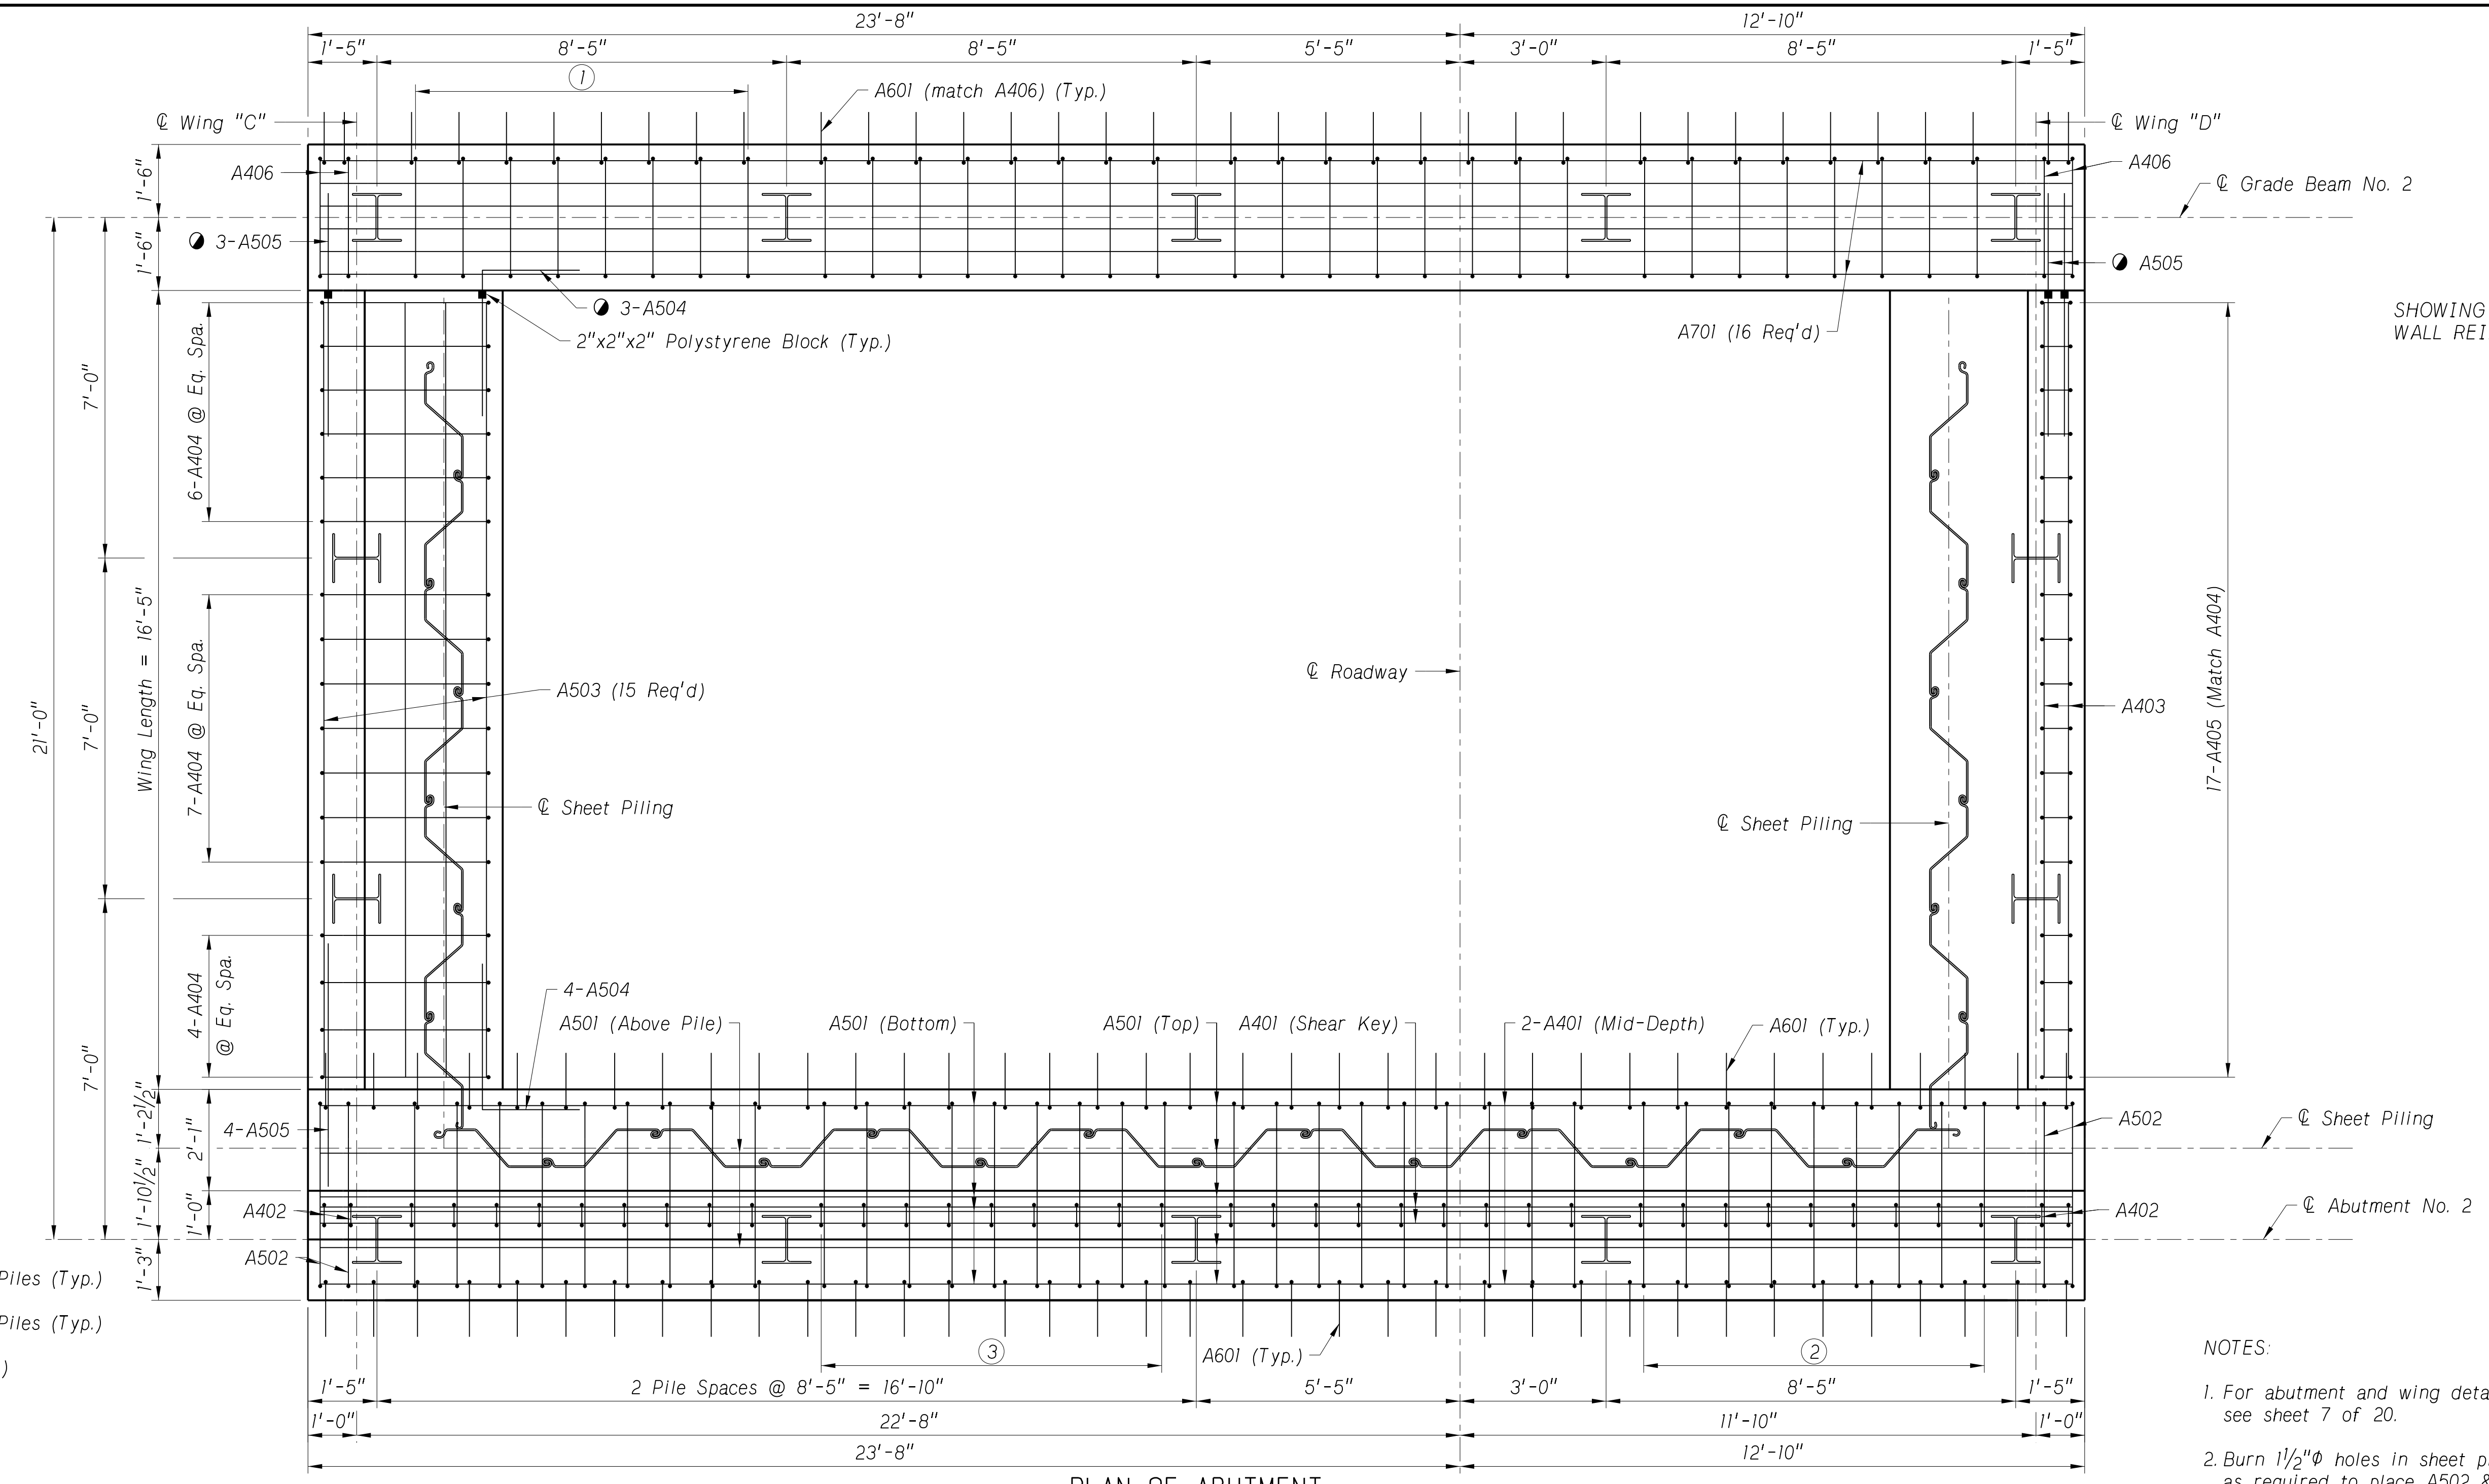 23'-8"
12'-10"
1'-5"
8'-5"
8'-5"
5'-5"
3'-0"
8'-5"
1'-5"
1
A601 (match A406) (Typ.)
℄ Wing "C"
℄ Wing "D"
1'-6"
A406
A406
℄ Grade Beam No. 2
1'-6"
3-A505
A505
3-A504
2"x2"x2" Polystyrene Block (Typ.)
A701 (16 Req'd)
SHOWING
WALL REI
6-A404 @ Eq. Spa.
7'-0"
Wing Length = 16'-5"
℄ Roadway
A503 (15 Req'd)
7-A404 @ Eq. Spa.
21'-0"
7'-0"
A403
17-A405 (Match A404)
℄ Sheet Piling
℄ Sheet Piling
4-A404
@ Eq. Spa.
7'-0"
4-A504
A501 (Above Pile)
A501 (Bottom)
A501 (Top)
A401 (Shear Key)
2-A401 (Mid-Depth)
A601 (Typ.)
1'-2½"
2'-1"
4-A505
A502
℄ Sheet Piling
1'-10½"
1'-0"
A402
A402
℄ Abutment No. 2
1'-3"
A502
Piles (Typ.)
Piles (Typ.)
)
3
A601 (Typ.)
2
1'-5"
2 Pile Spaces @ 8'-5" = 16'-10"
5'-5"
3'-0"
8'-5"
1'-5"
1'-0"
22'-8"
11'-10"
1'-0"
23'-8"
12'-10"
PLAN OF ABUTMENT
NOTES:
1. For abutment and wing deta
see sheet 7 of 20.
2. Burn 1½"φ holes in sheet p
as required to place A502 &